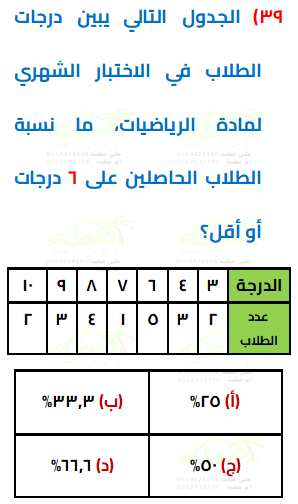 ٣٩) الجدول التالي يبين درجات
الطلاب في الاختبار الشهري
لمادة الرياضيات، ما نسبة
الطلاب الحاصلين على ٦ درجات
أو أقل؟
الدرجة ٣ ٤ ٦ ٧ ٨ ٩ ١٠
عدد الطلاب ٢ ٣ ٥ ١ ٤ ٣ ٢
(أ) ٢٥% (ب) ٣٣,٣%
(ج) ٥٠% (د) ٦٦,٦%